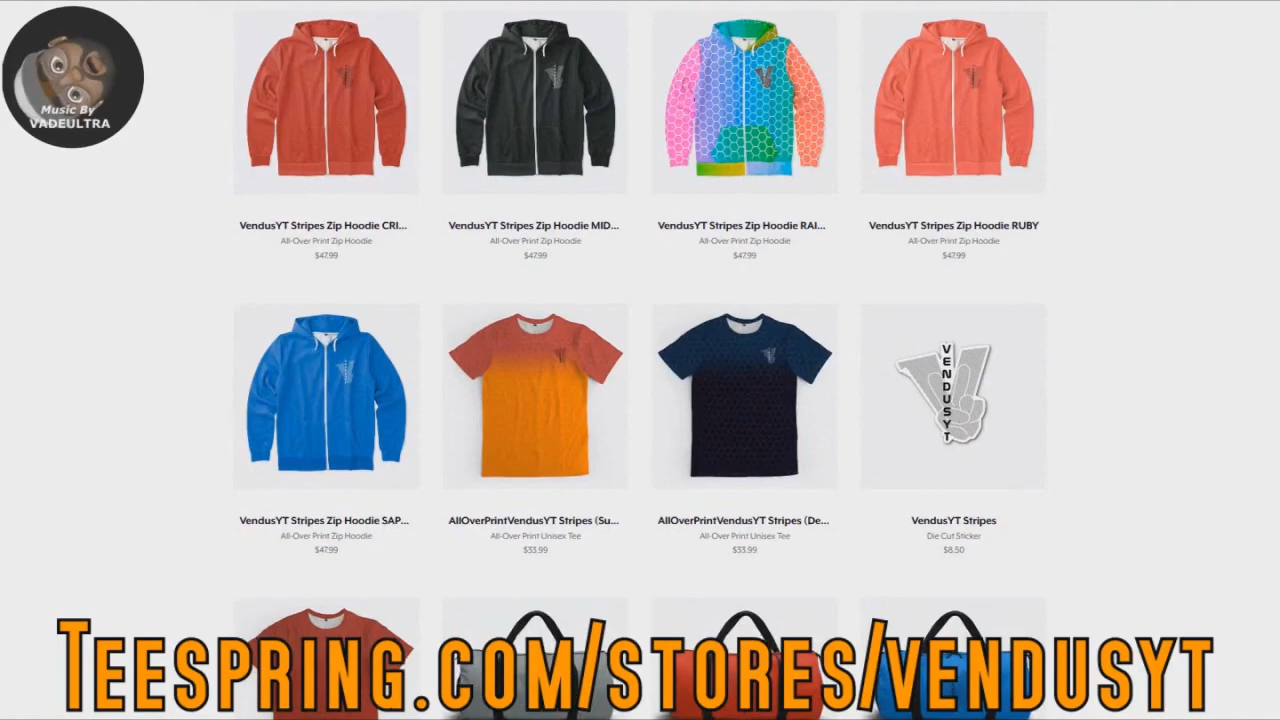 Music By
VADEULTRA
VendusYT Stripes Zip Hoodie CRI...
All-Over Print Zip Hoodie
$47.99
VendusYT Stripes Zip Hoodie MID...
All-Over Print Zip Hoodie
$47.99
VendusYT Stripes Zip Hoodie RAI...
All-Over Print Zip Hoodie
$47.99
VendusYT Stripes Zip Hoodie RUBY
All-Over Print Zip Hoodie
$47.99
VENDUSYT
VendusYT Stripes Zip Hoodie SAP...
All-Over Print Zip Hoodie
$47.99
AllOverPrintVendusYT Stripes (Su...
All-Over Print Unisex Tee
$33.99
AllOverPrintVendusYT Stripes (De...
All-Over Print Unisex Tee
$33.99
VendusYT Stripes
Die Cut Sticker
$8.50
Teespring.com/stores/vendusyt